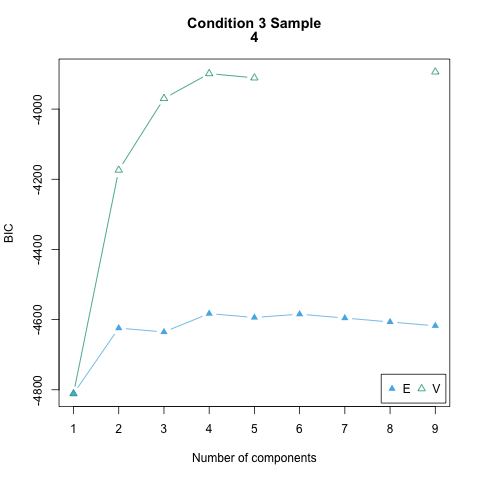 Condition 3 Sample
4
BIC
-4000
-4200
-4400
-4600
-4800
1 2 3 4 5 6 7 8 9
Number of components
E V